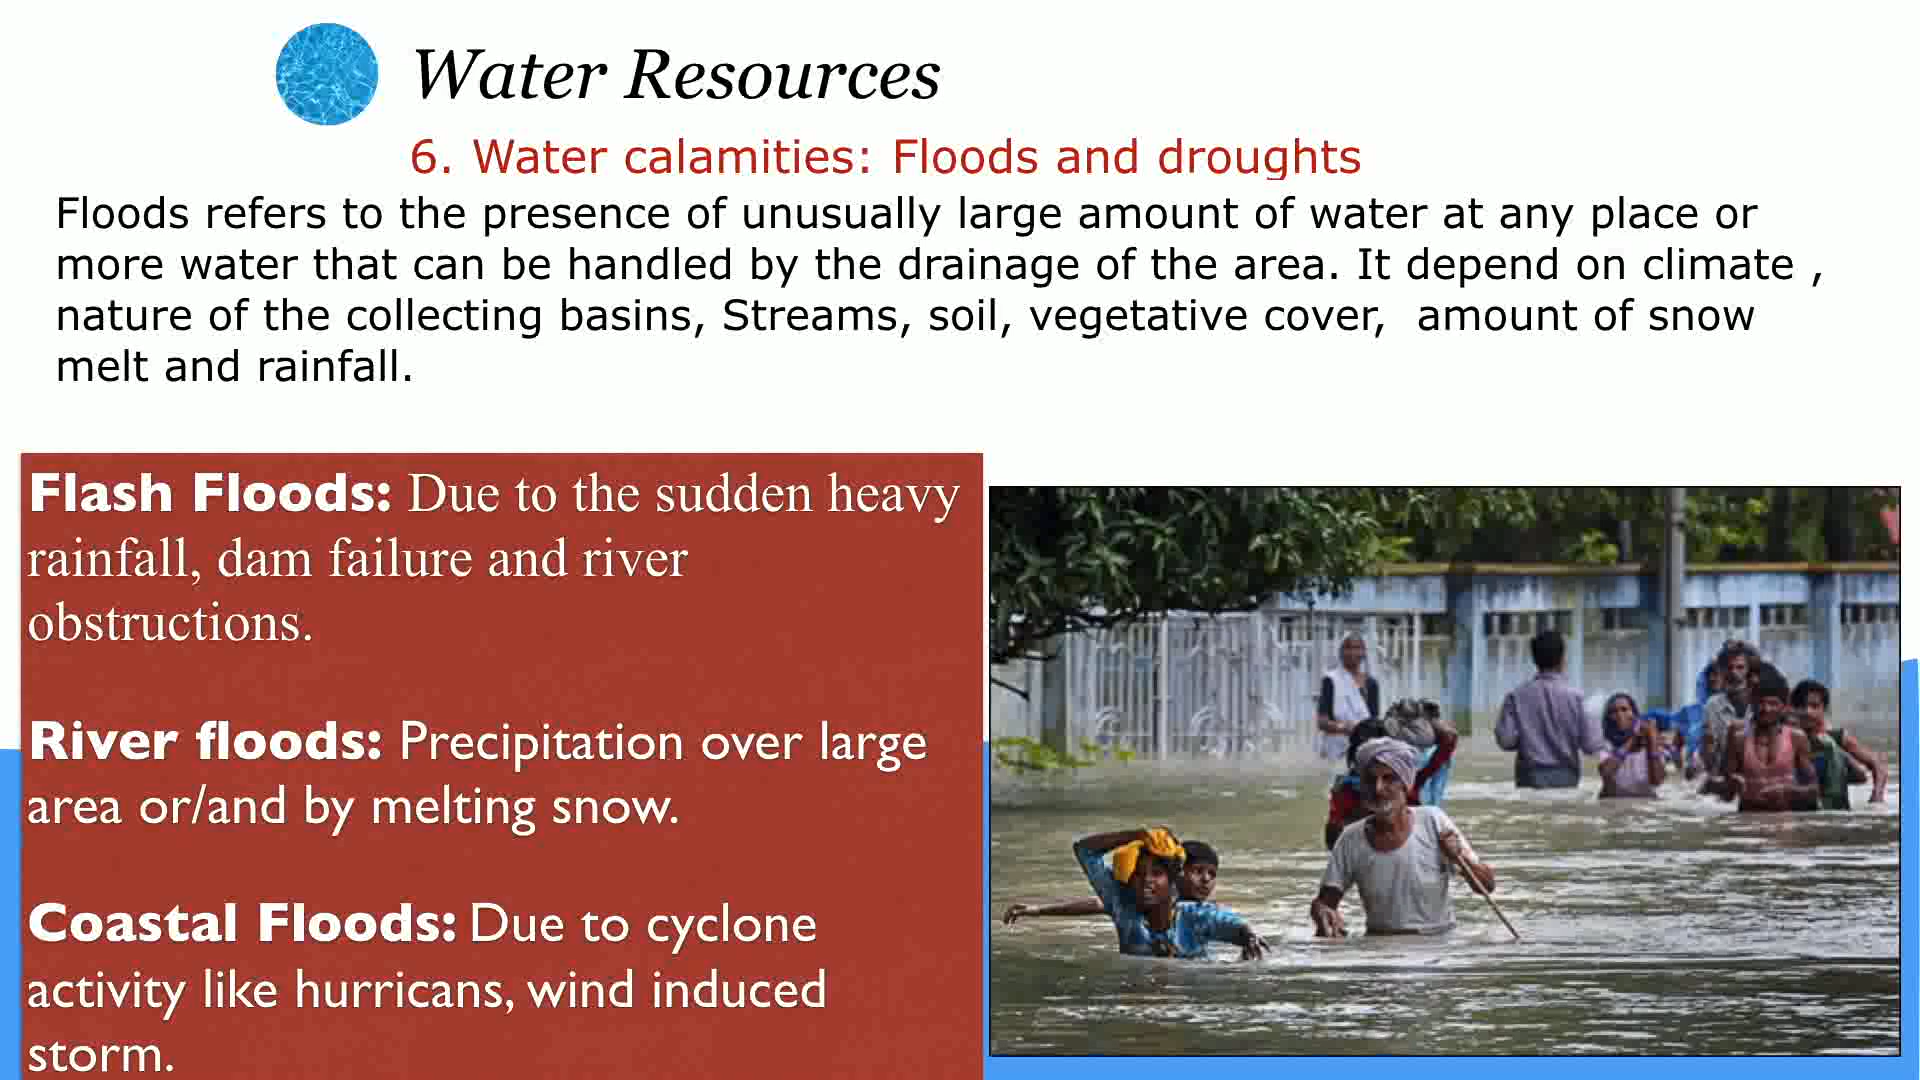 Water Resources
6. Water calamities: Floods and droughts
Floods refers to the presence of unusually large amount of water at any place or
more water that can be handled by the drainage of the area. It depend on climate ,
nature of the collecting basins, Streams, soil, vegetative cover,  amount of snow
melt and rainfall.
Flash Floods: Due to the sudden heavy
rainfall, dam failure and river
obstructions.
River floods: Precipitation over large
area or/and by melting snow.
Coastal Floods: Due to cyclone
activity like hurricans, wind induced
storm.